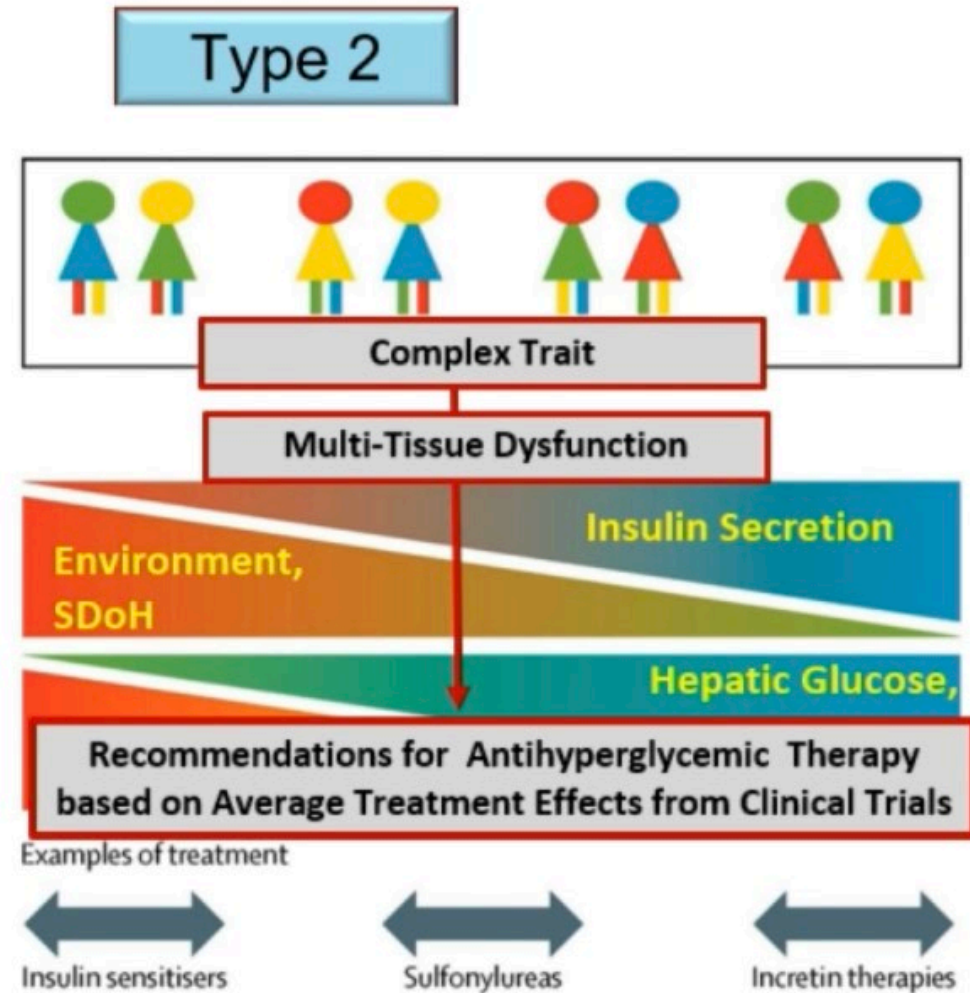 Type 2
Complex Trait
Multi-Tissue Dysfunction
Insulin Secretion
Environment,
SDoH
Hepatic Glucose,
Recommendations for Antihyperglycemic Therapy
based on Average Treatment Effects from Clinical Trials
Examples of treatment
Insulin sensitisers
Sulfonylureas
Incretin therapies